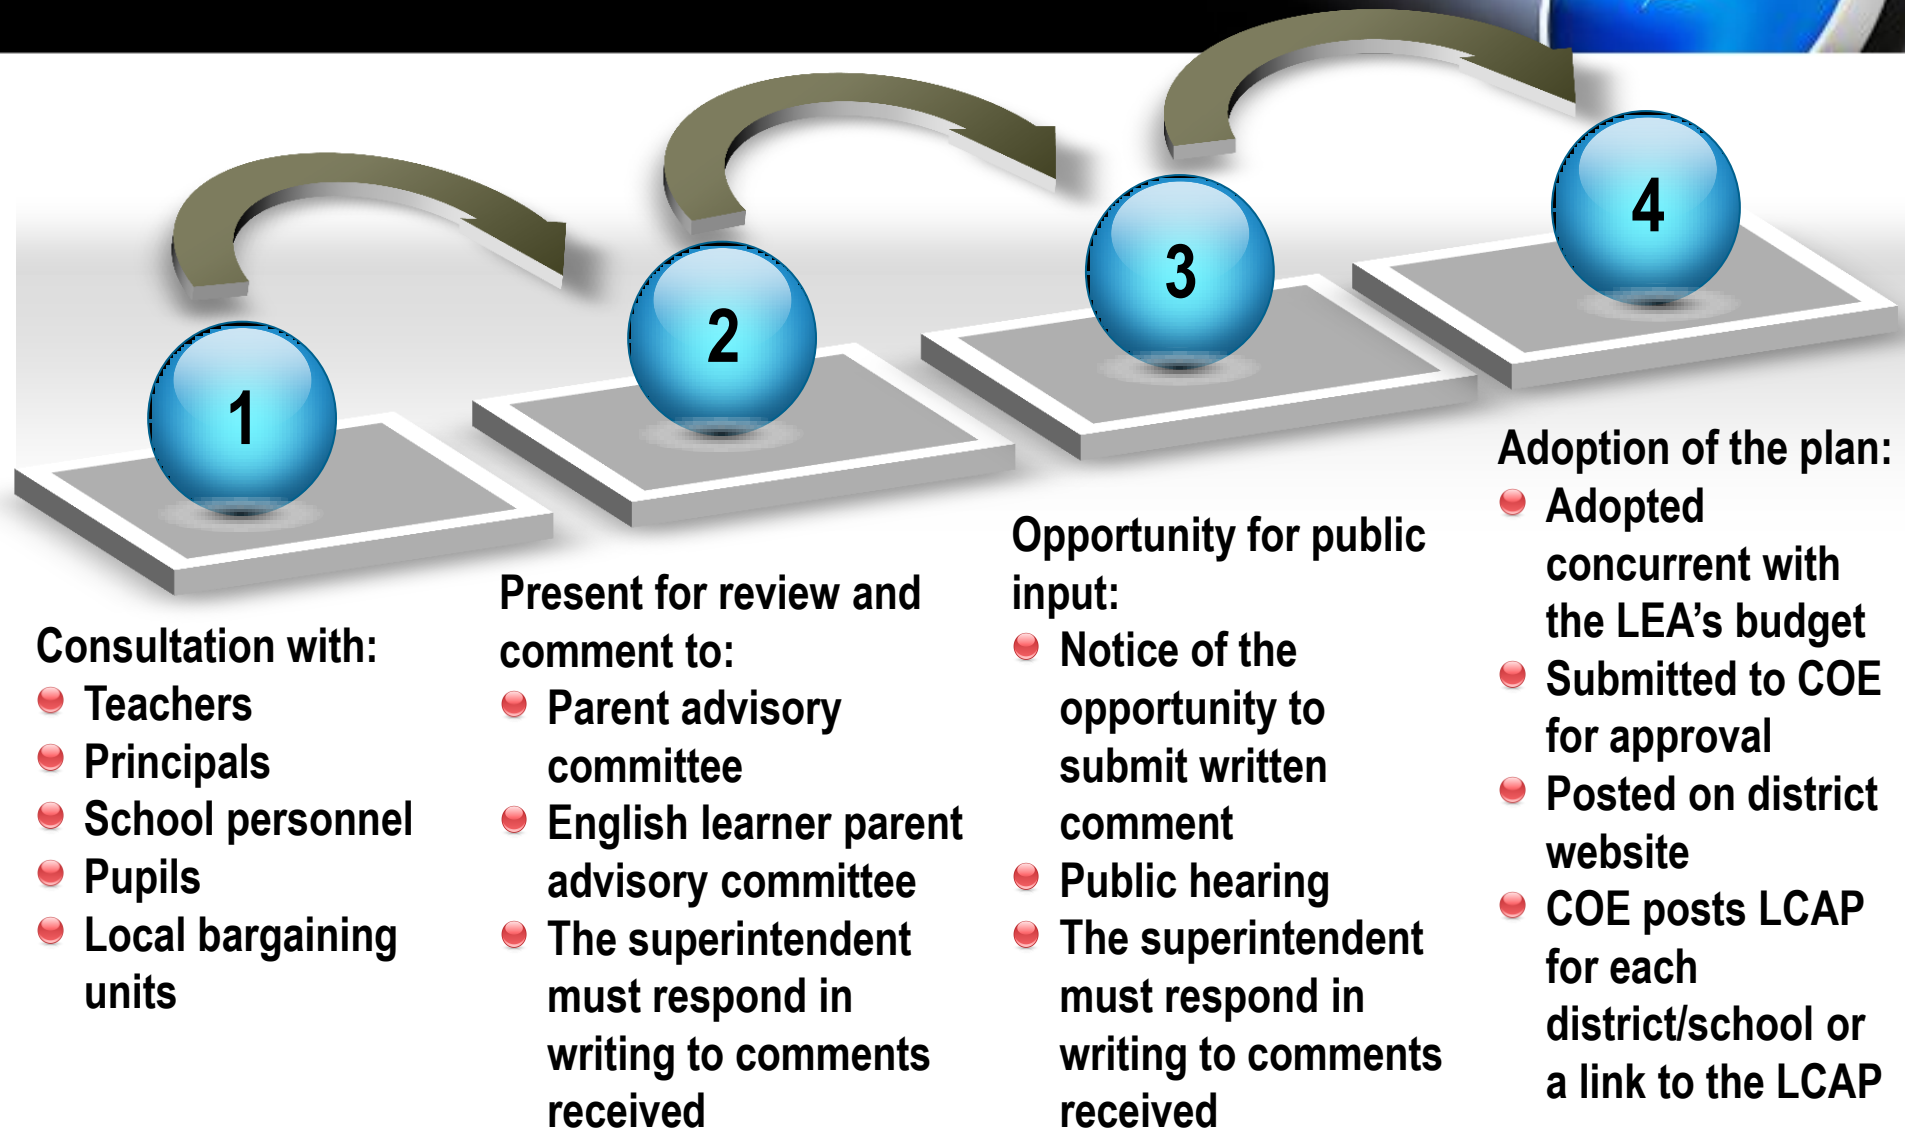 1
Consultation with:
Teachers
Principals
School personnel
Pupils
Local bargaining
units
2
Present for review and
comment to:
Parent advisory
committee
English learner parent
advisory committee
The superintendent
must respond in
writing to comments
received
3
Opportunity for public
input:
Notice of the
opportunity to
submit written
comment
Public hearing
The superintendent
must respond in
writing to comments
received
4
Adoption of the plan:
Adopted
concurrent with
the LEA’s budget
Submitted to COE
for approval
Posted on district
website
COE posts LCAP
for each
district/school or
a link to the LCAP